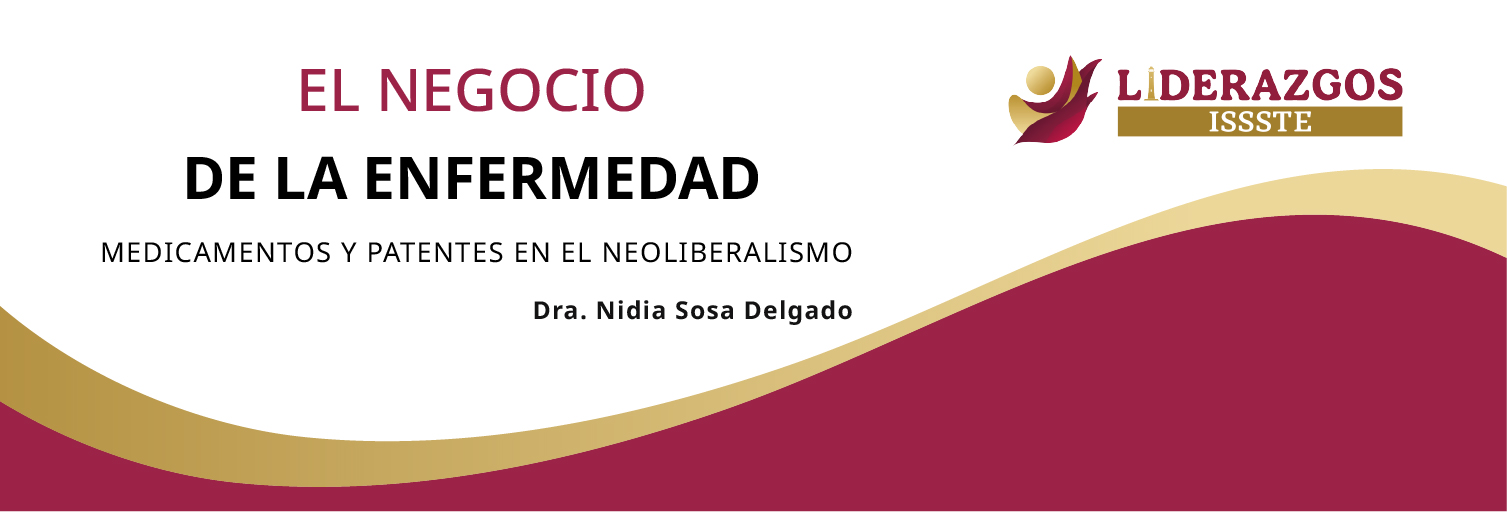 EL NEGOCIO
DE LA ENFERMEDAD
MEDICAMENTOS Y PATENTES EN EL NEOLIBERALISMO
Dra. Nidia Sosa Delgado
LIDERAZGOS
ISSSTE